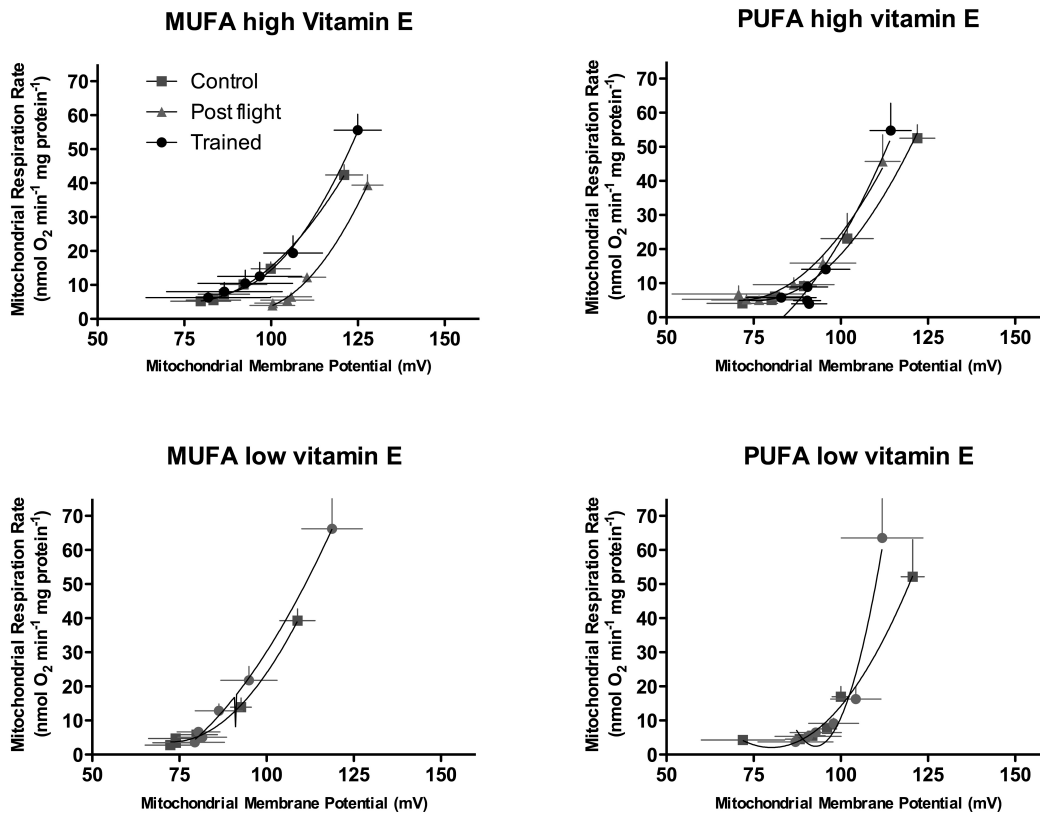 MUFA high Vitamin E
Mitochondrial Respiration Rate
(nmol O2 min-1 mg protein-1)
70
60
50
40
30
20
10
0
Control
Post flight
Trained
50
75
100
125
150
Mitochondrial Membrane Potential (mV)
PUFA high vitamin E
Mitochondrial Respiration Rate
(nmol O2 min-1 mg protein-1)
70
60
50
40
30
20
10
0
50
75
100
125
150
Mitochondrial Membrane Potential (mV)
MUFA low vitamin E
Mitochondrial Respiration Rate
(nmol O2 min-1 mg protein-1)
70
60
50
40
30
20
10
0
50
75
100
125
150
Mitochondrial Membrane Potential (mV)
PUFA low vitamin E
Mitochondrial Respiration Rate
(nmol O2 min-1 mg protein-1)
70
60
50
40
30
20
10
0
50
75
100
125
150
Mitochondrial Membrane Potential (mV)